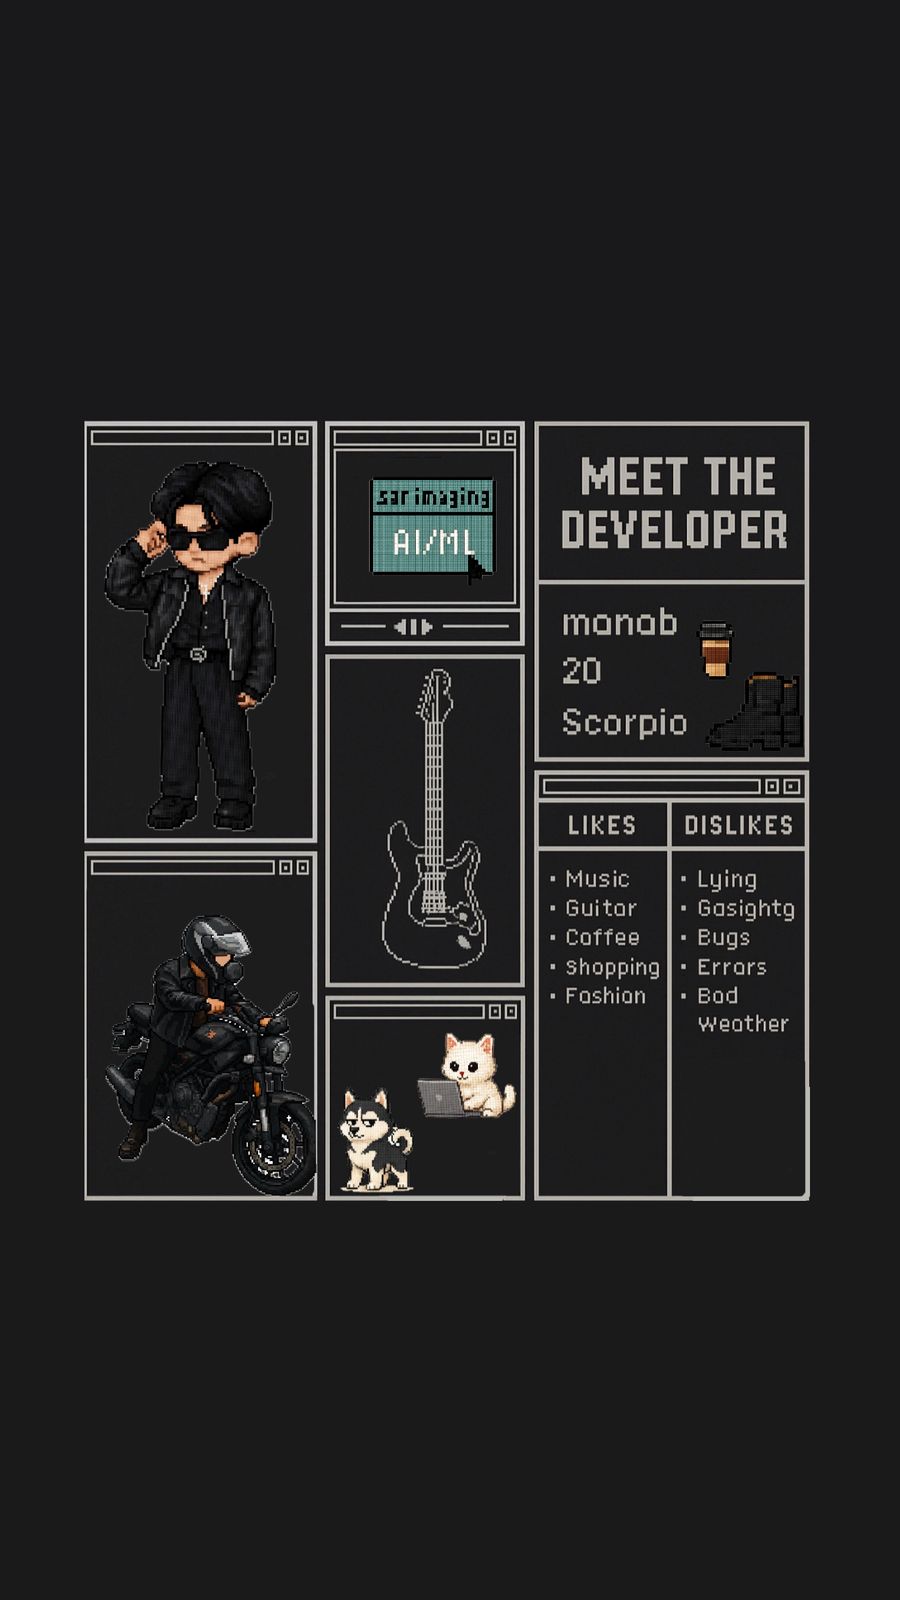 sar imaging
AI/ML
MEET THE
DEVELOPER
manab
20
Scorpio
LIKES
• Music
• Guitar
• Coffee
• Shopping
• Fashion
DISLIKES
• Lying
• Gasightg
• Bugs
• Errors
• Bad
Weather